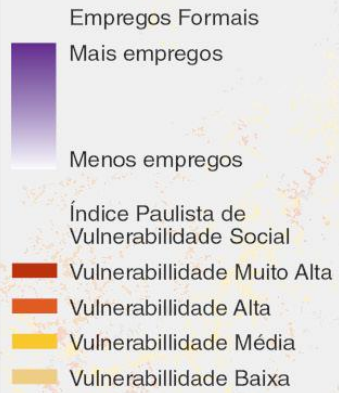 Empregos Formais
Mais empregos
Menos empregos
Índice Paulista de
Vulnerabilidade Social
Vulnerabillidade Muito Alta
Vulnerabillidade Alta
Vulnerabillidade Média
Vulnerabillidade Baixa